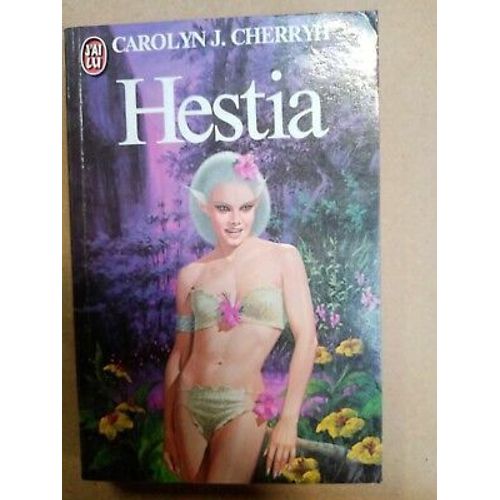 J'AI
LU
CAROLYN J. CHERRYH
Hestia